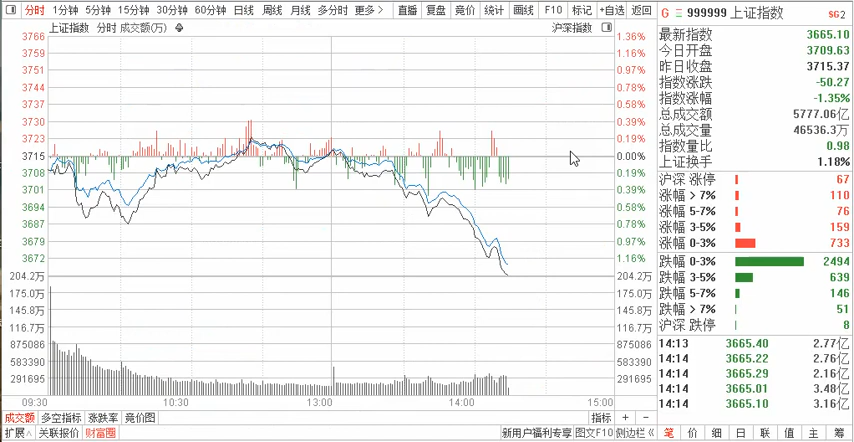 分时 1分钟 5分钟 15分钟 30分钟 60分钟 日线 周线 月线 多分时 更多 > 直播 复盘 竞价 统计 画线 F10 标记 +自选 返回
G 999999 上证指数 SG2
上证指数 分时 成交额(万) 沪深指数
3766 1.36%
3759 1.16%
3751 0.97%
3744 0.78%
3737 0.58%
3730 0.39%
3723 0.19%
3715 0.00%
3708 0.19%
3701 0.39%
3694 0.58%
3687 0.78%
3679 0.97%
3672 1.16%
204.2万 204.2万
175.0万 175.0万
145.8万 145.8万
116.7万 116.7万
875086 875086
583390 583390
291695 291695
09:30 10:30 13:00 14:00 15:00
成交额 多空指标 涨跌率 竞价图 指标 + -
扩展∧ 关联报价 财富圈 新用户福利专享 图文F10 侧边栏《
最新指数 3665.10
今日开盘 3709.63
昨日收盘 3715.37
指数涨跌 -50.27
指数涨幅 -1.35%
总成交额 5777.06亿
总成交量 46536.3万
指数量比 0.98
上证换手 1.18%
沪深 涨停 67
涨幅 > 7% 110
涨幅 5-7% 76
涨幅 3-5% 159
涨幅 0-3% 733
跌幅 0-3% 2494
跌幅 3-5% 639
跌幅 5-7% 146
跌幅 > 7% 51
沪深 跌停 8
14:13 3665.40 2.77亿
14:14 3665.22 2.76亿
14:14 3665.29 2.16亿
14:14 3665.01 3.48亿
14:14 3665.10 3.16亿
笔 价 细 日 联 值 主 筹